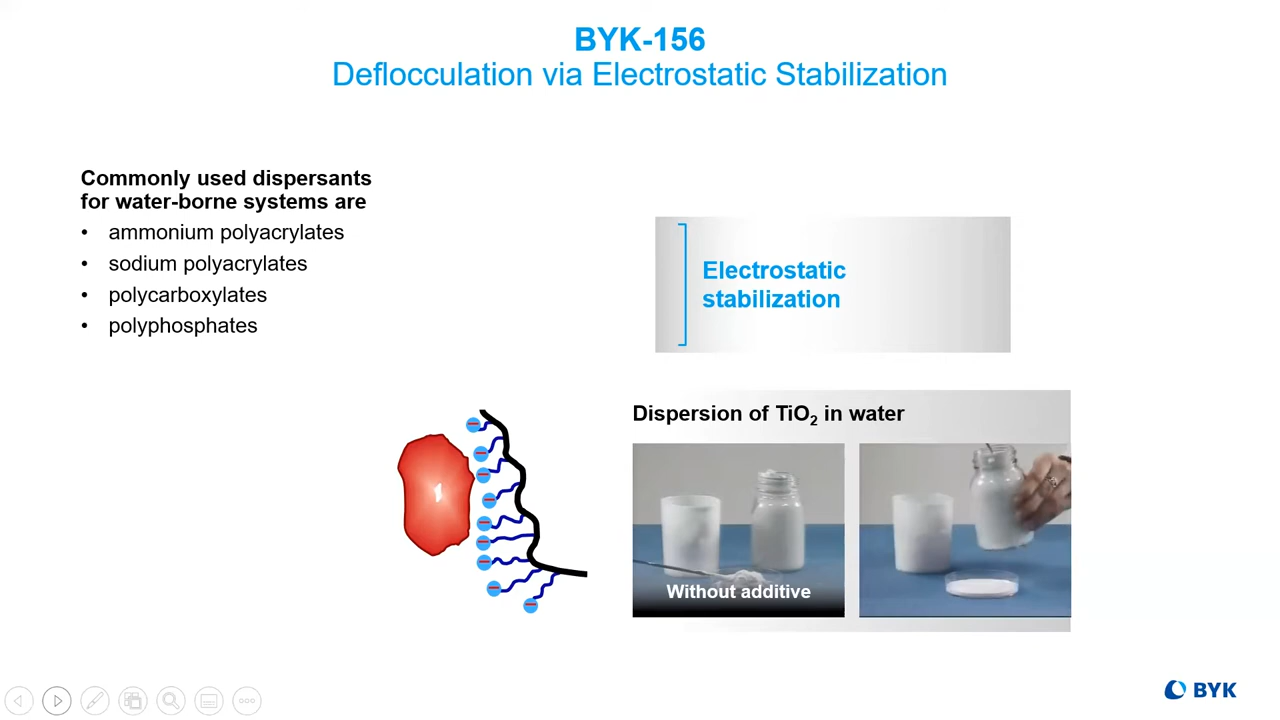 BYK-156
Deflocculation via Electrostatic Stabilization
Commonly used dispersants
for water-borne systems are
• ammonium polyacrylates
• sodium polyacrylates
• polycarboxylates
• polyphosphates
Electrostatic
stabilization
Dispersion of TiO₂ in water
Without additive
BYK